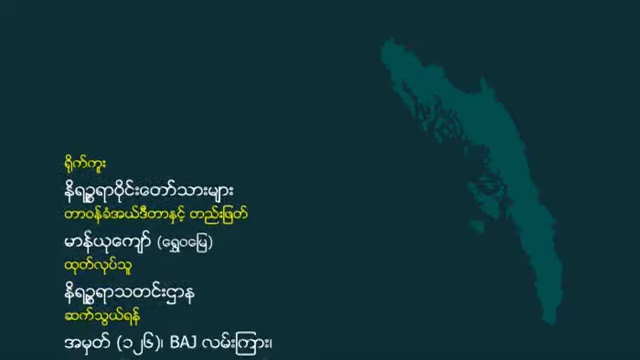 ရိုက်ကူး
နိရဉ္စရာဝိုင်းတော်သားများ
တာဝန်ခံအယ်ဒီတာနှင့် တည်းဖြတ်
မာန်ယုကျော် (ရွှေဝမြေ)
ထုတ်လုပ်သူ
နိရဉ္စရာသတင်းဌာန
ဆက်သွယ်ရန်
အမှတ် (၁၂၆)၊ BAJ လမ်းကြား၊